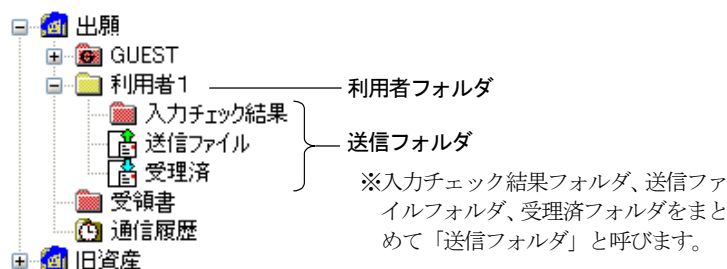 出願
GUEST
利用者1
利用者フォルダ
入力チェック結果
送信ファイル
送信フォルダ
受理済
※入力チェック結果フォルダ、送信ファ
イルフォルダ、受理済フォルダをまと
めて「送信フォルダ」と呼びます。
受領書
通信履歴
旧資産